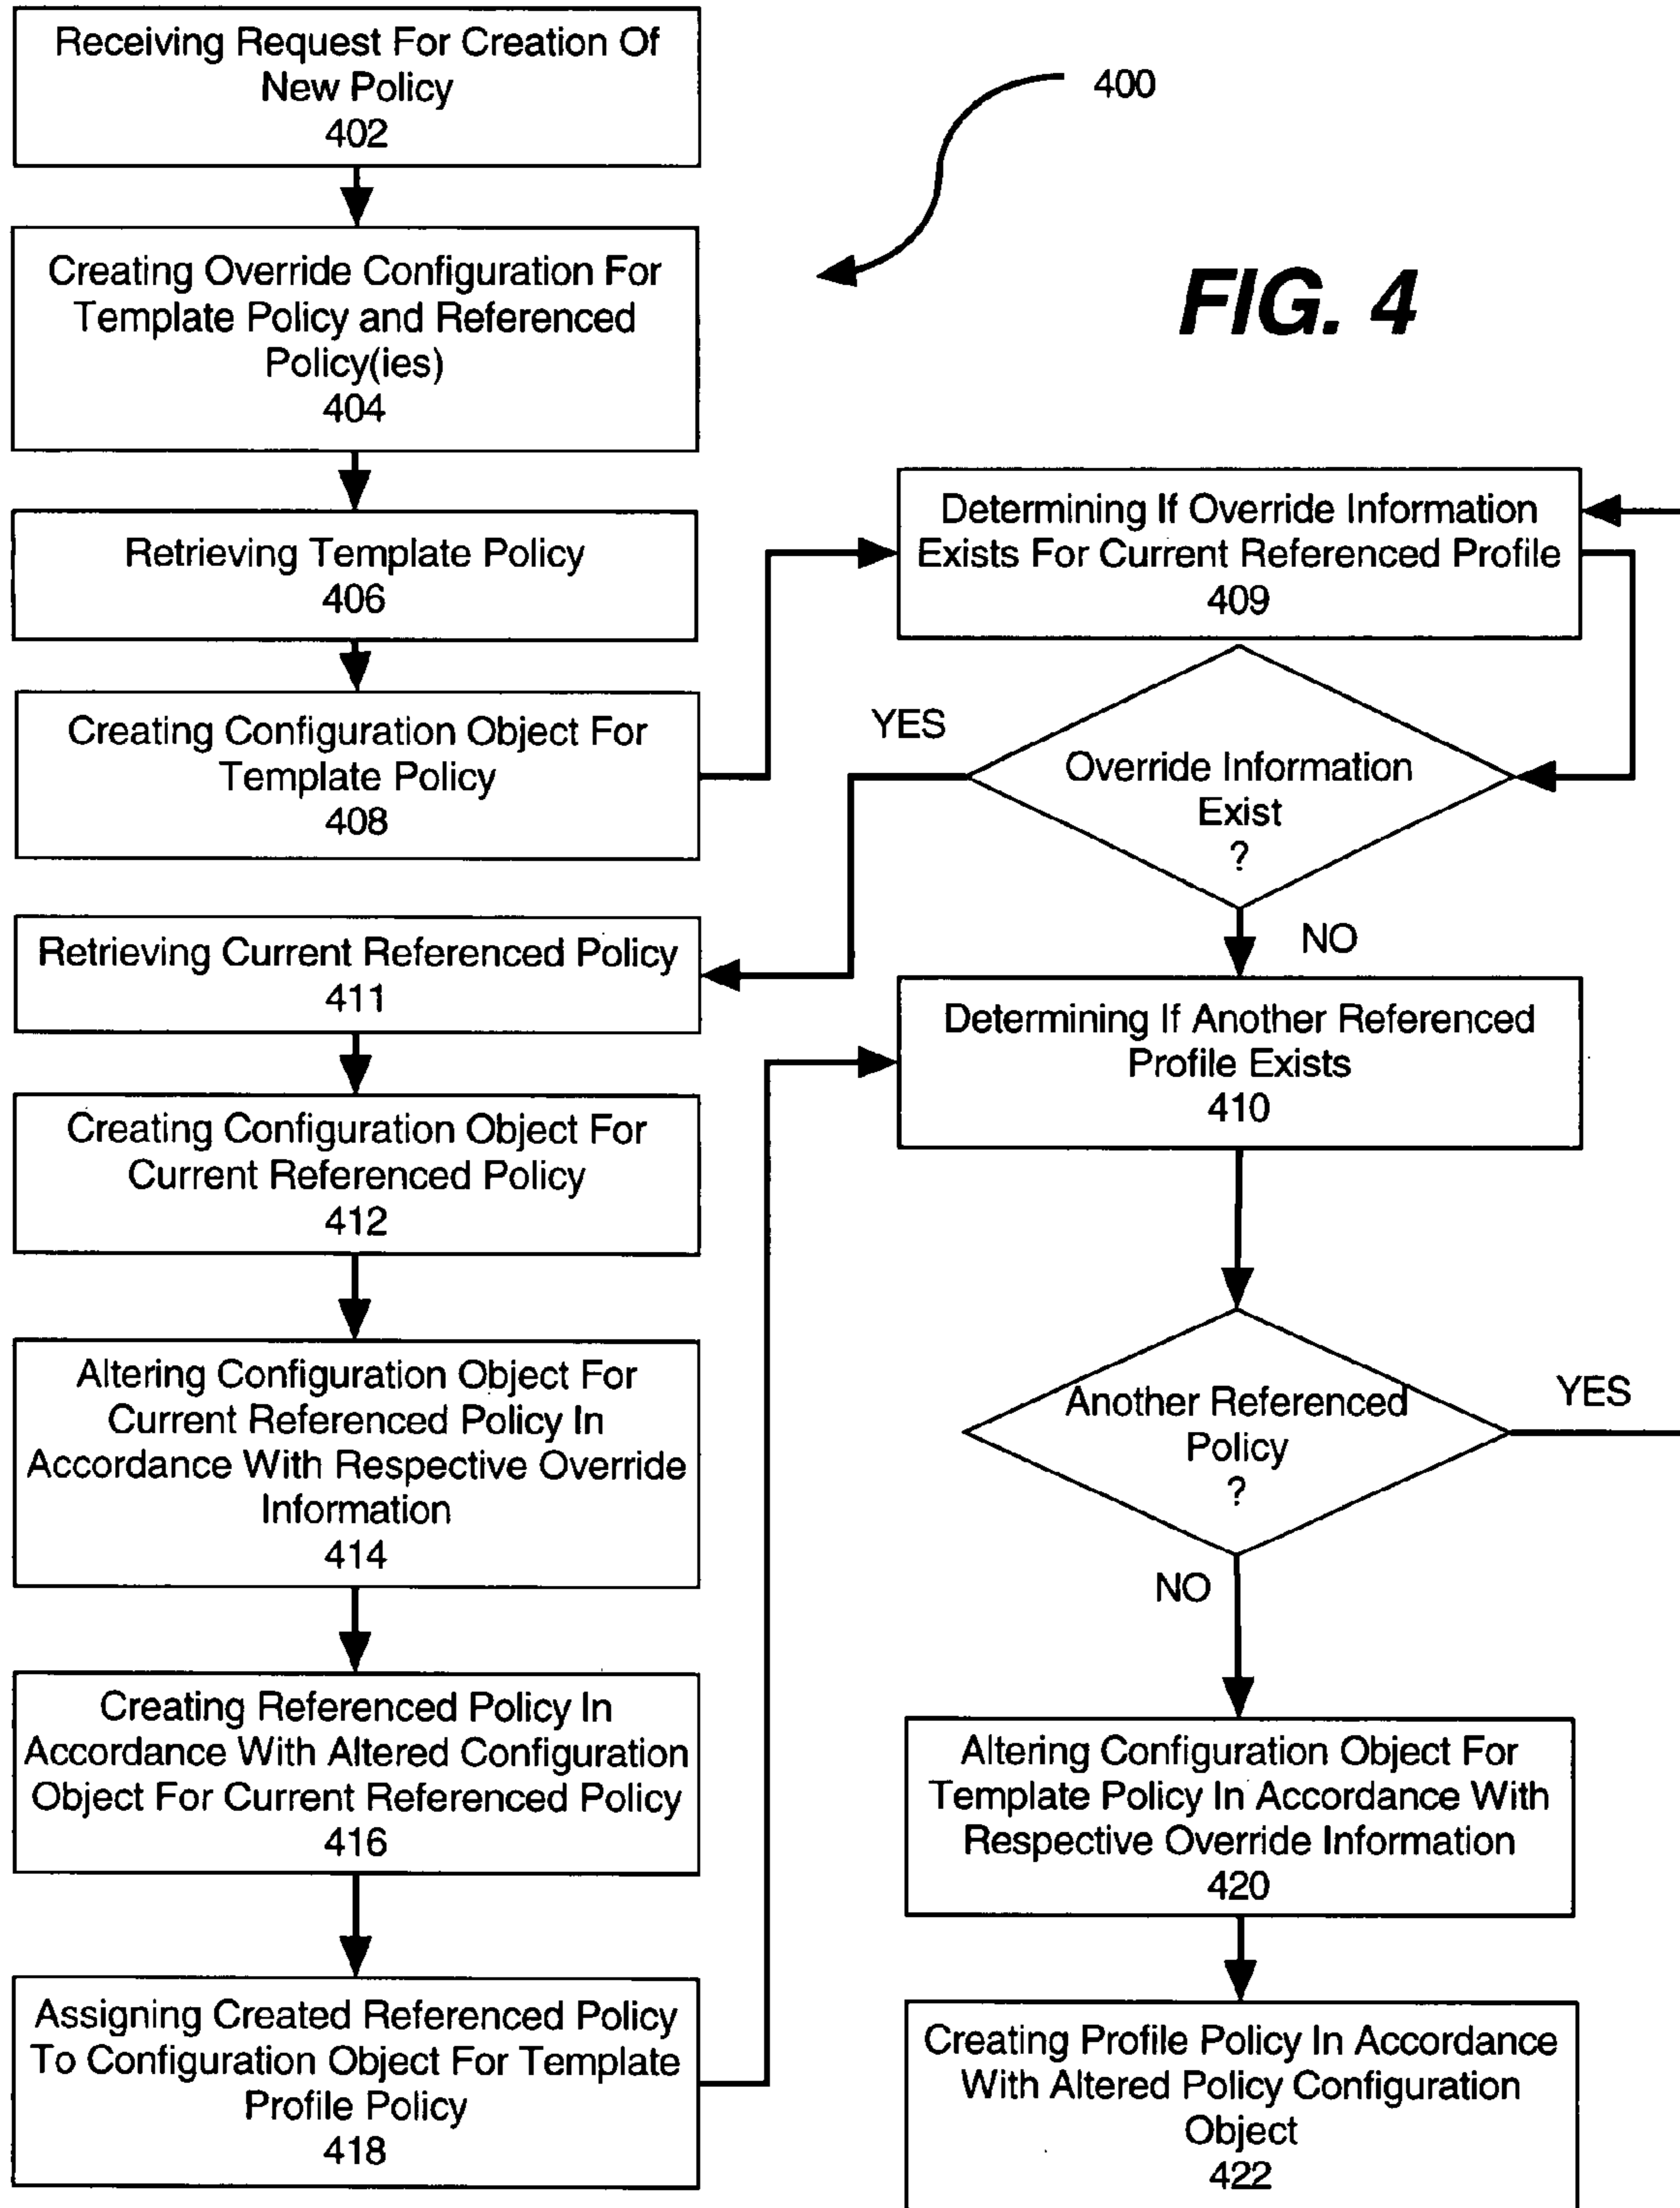 Receiving Request For Creation Of
New Policy
402
400
FIG. 4
Creating Override Configuration For
Template Policy and Referenced
Policy(ies)
404
Retrieving Template Policy
406
Creating Configuration Object For
Template Policy
408
Determining If Override Information
Exists For Current Referenced Profile
409
YES
Override Information
Exist
?
NO
Retrieving Current Referenced Policy
411
Creating Configuration Object For
Current Referenced Policy
412
Altering Configuration Object For
Current Referenced Policy In
Accordance With Respective Override
Information
414
Creating Referenced Policy In
Accordance With Altered Configuration
Object For Current Referenced Policy
416
Assigning Created Referenced Policy
To Configuration Object For Template
Profile Policy
418
Determining If Another Referenced
Profile Exists
410
Another Referenced
Policy
?
YES
NO
Altering Configuration Object For
Template Policy In Accordance With
Respective Override Information
420
Creating Profile Policy In Accordance
With Altered Policy Configuration
Object
422